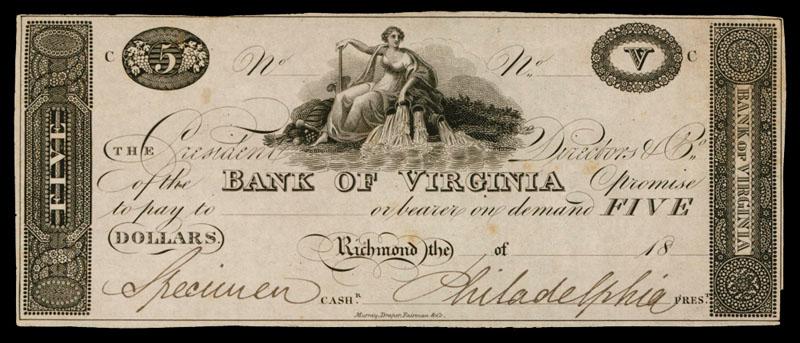 C 5 No. No. V C
THE President Directors & Co.
of the BANK OF VIRGINIA promise
to pay to or bearer on demand FIVE
DOLLARS. Richmond the of 18
Specimen CASHR. Philadelphia PREST.
Murray, Draper, Fairman & Co.
FIVE
BANK OF VIRGINIA